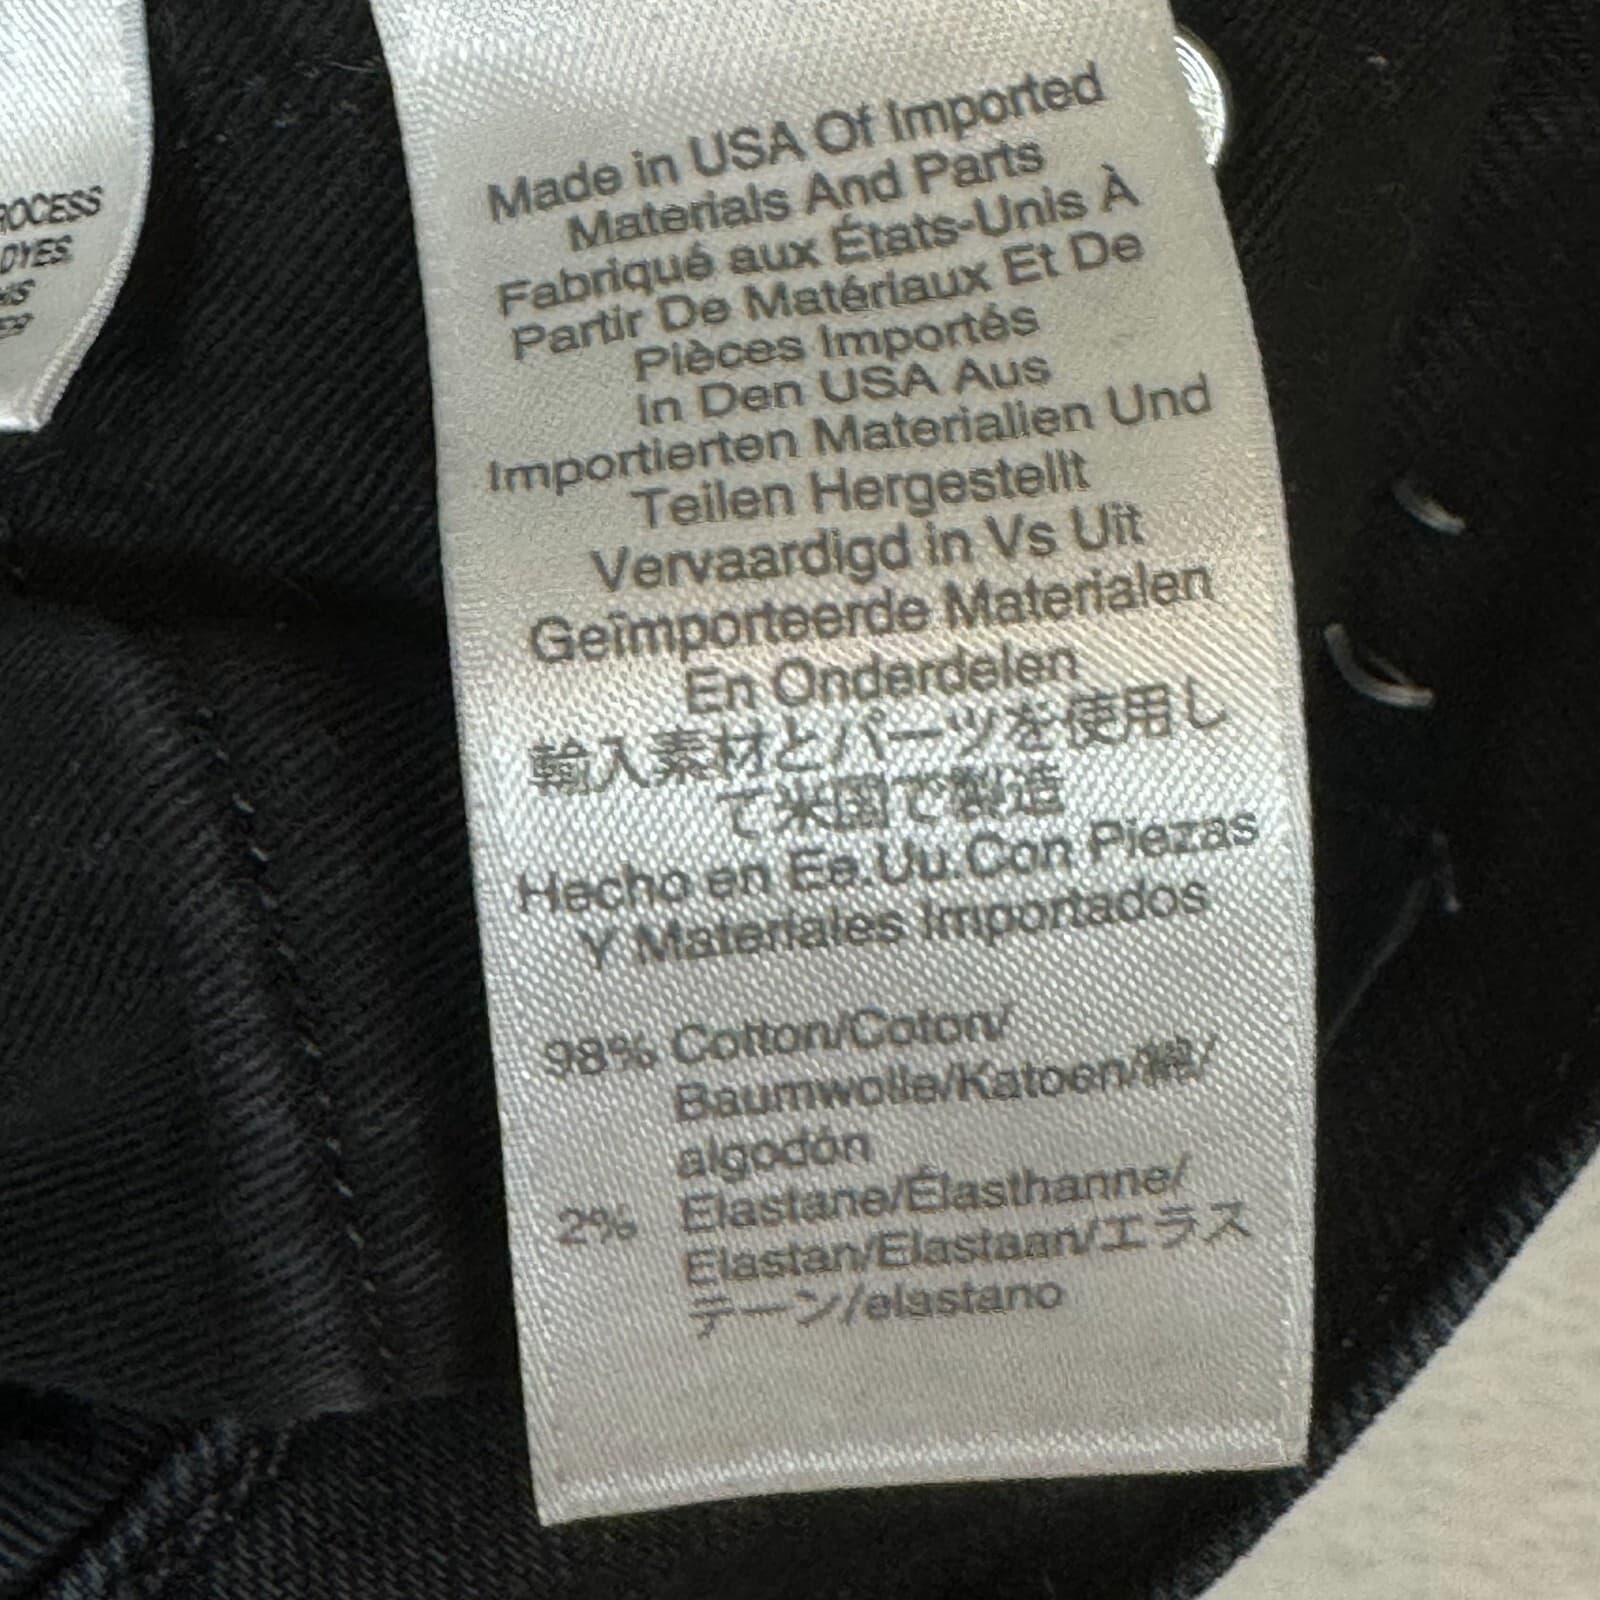 ROCESS
DYES.
Made in USA Of Imported
Materials And Parts
Fabriqué aux États-Unis À
Partir De Matériaux Et De
Pièces Importés
In Den USA Aus
Importierten Materialien Und
Teilen Hergestellt
Vervaardigd in Vs Uit
Geïmporteerde Materialen
En Onderdelen
輸入素材とパーツを使用し
て米国で製造
Hecho en Ee.Uu.Con Piezas
Y Materiales Importados
98% Cotton/Coton/
Baumwolle/Katoen/綿/
algodón
2% Elastane/Élasthanne/
Elastan/Elastaan/エラス
テーン/elastano